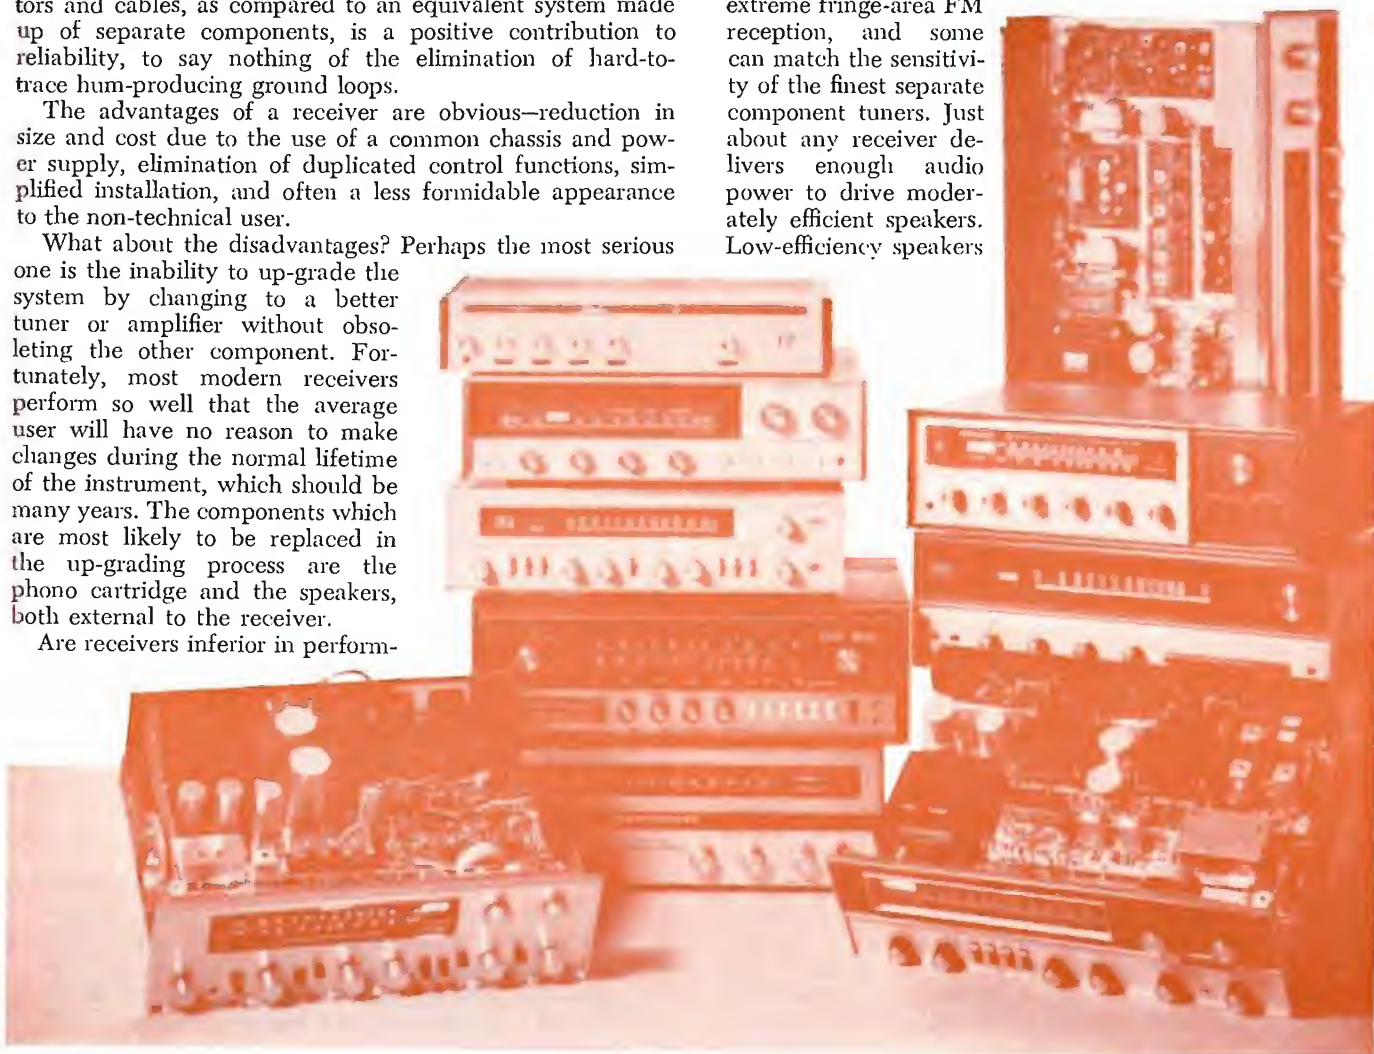 tors and cables, as compared to an equivalent system made
up of separate components, is a positive contribution to
reliability, to say nothing of the elimination of hard-to-
trace hum-producing ground loops.
The advantages of a receiver are obvious—reduction in
size and cost due to the use of a common chassis and pow-
er supply, elimination of duplicated control functions, sim-
plified installation, and often a less formidable appearance
to the non-technical user.
What about the disadvantages? Perhaps the most serious
one is the inability to up-grade the
system by changing to a better
tuner or amplifier without obso-
leting the other component. For-
tunately, most modern receivers
perform so well that the average
user will have no reason to make
changes during the normal lifetime
of the instrument, which should be
many years. The components which
are most likely to be replaced in
the up-grading process are the
phono cartridge and the speakers,
both external to the receiver.
Are receivers inferior in perform-
extreme fringe-area FM
reception, and some
can match the sensitivi-
ty of the finest separate
component tuners. Just
about any receiver de-
livers enough audio
power to drive moder-
ately efficient speakers.
Low-efficiency speakers